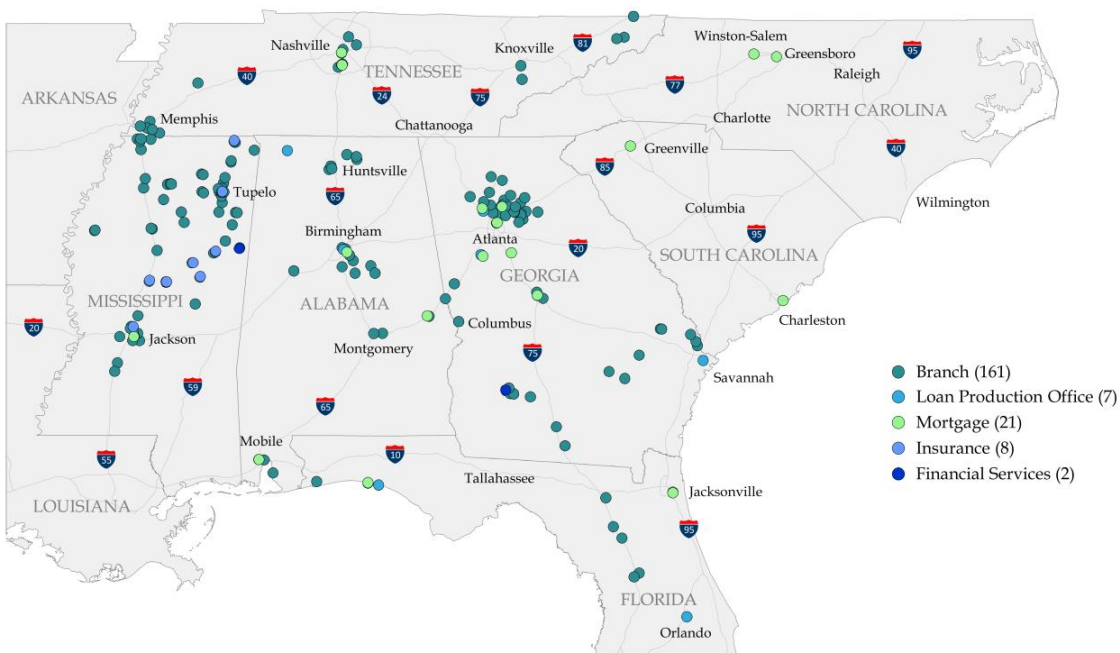 81
Winston-Salem
Nashville
Knoxville
Greensboro
95
TENNESSEE
Raleigh
40
77
ARKANSAS
24
75
NORTH CAROLINA
Memphis
Chattanooga
Charlotte
40
Greenville
85
Huntsville
Tupelo
65
Wilmington
Columbia
Birmingham
95
Atlanta
20
SOUTH CAROLINA
GEORGIA
MISSISSIPPI
ALABAMA
Charleston
20
Columbus
Jackson
Montgomery
75
Savannah
59
65
Branch (161)
Loan Production Office (7)
Mortgage (21)
Insurance (8)
Financial Services (2)
Mobile
55
10
Tallahassee
Jacksonville
LOUISIANA
95
FLORIDA
Orlando